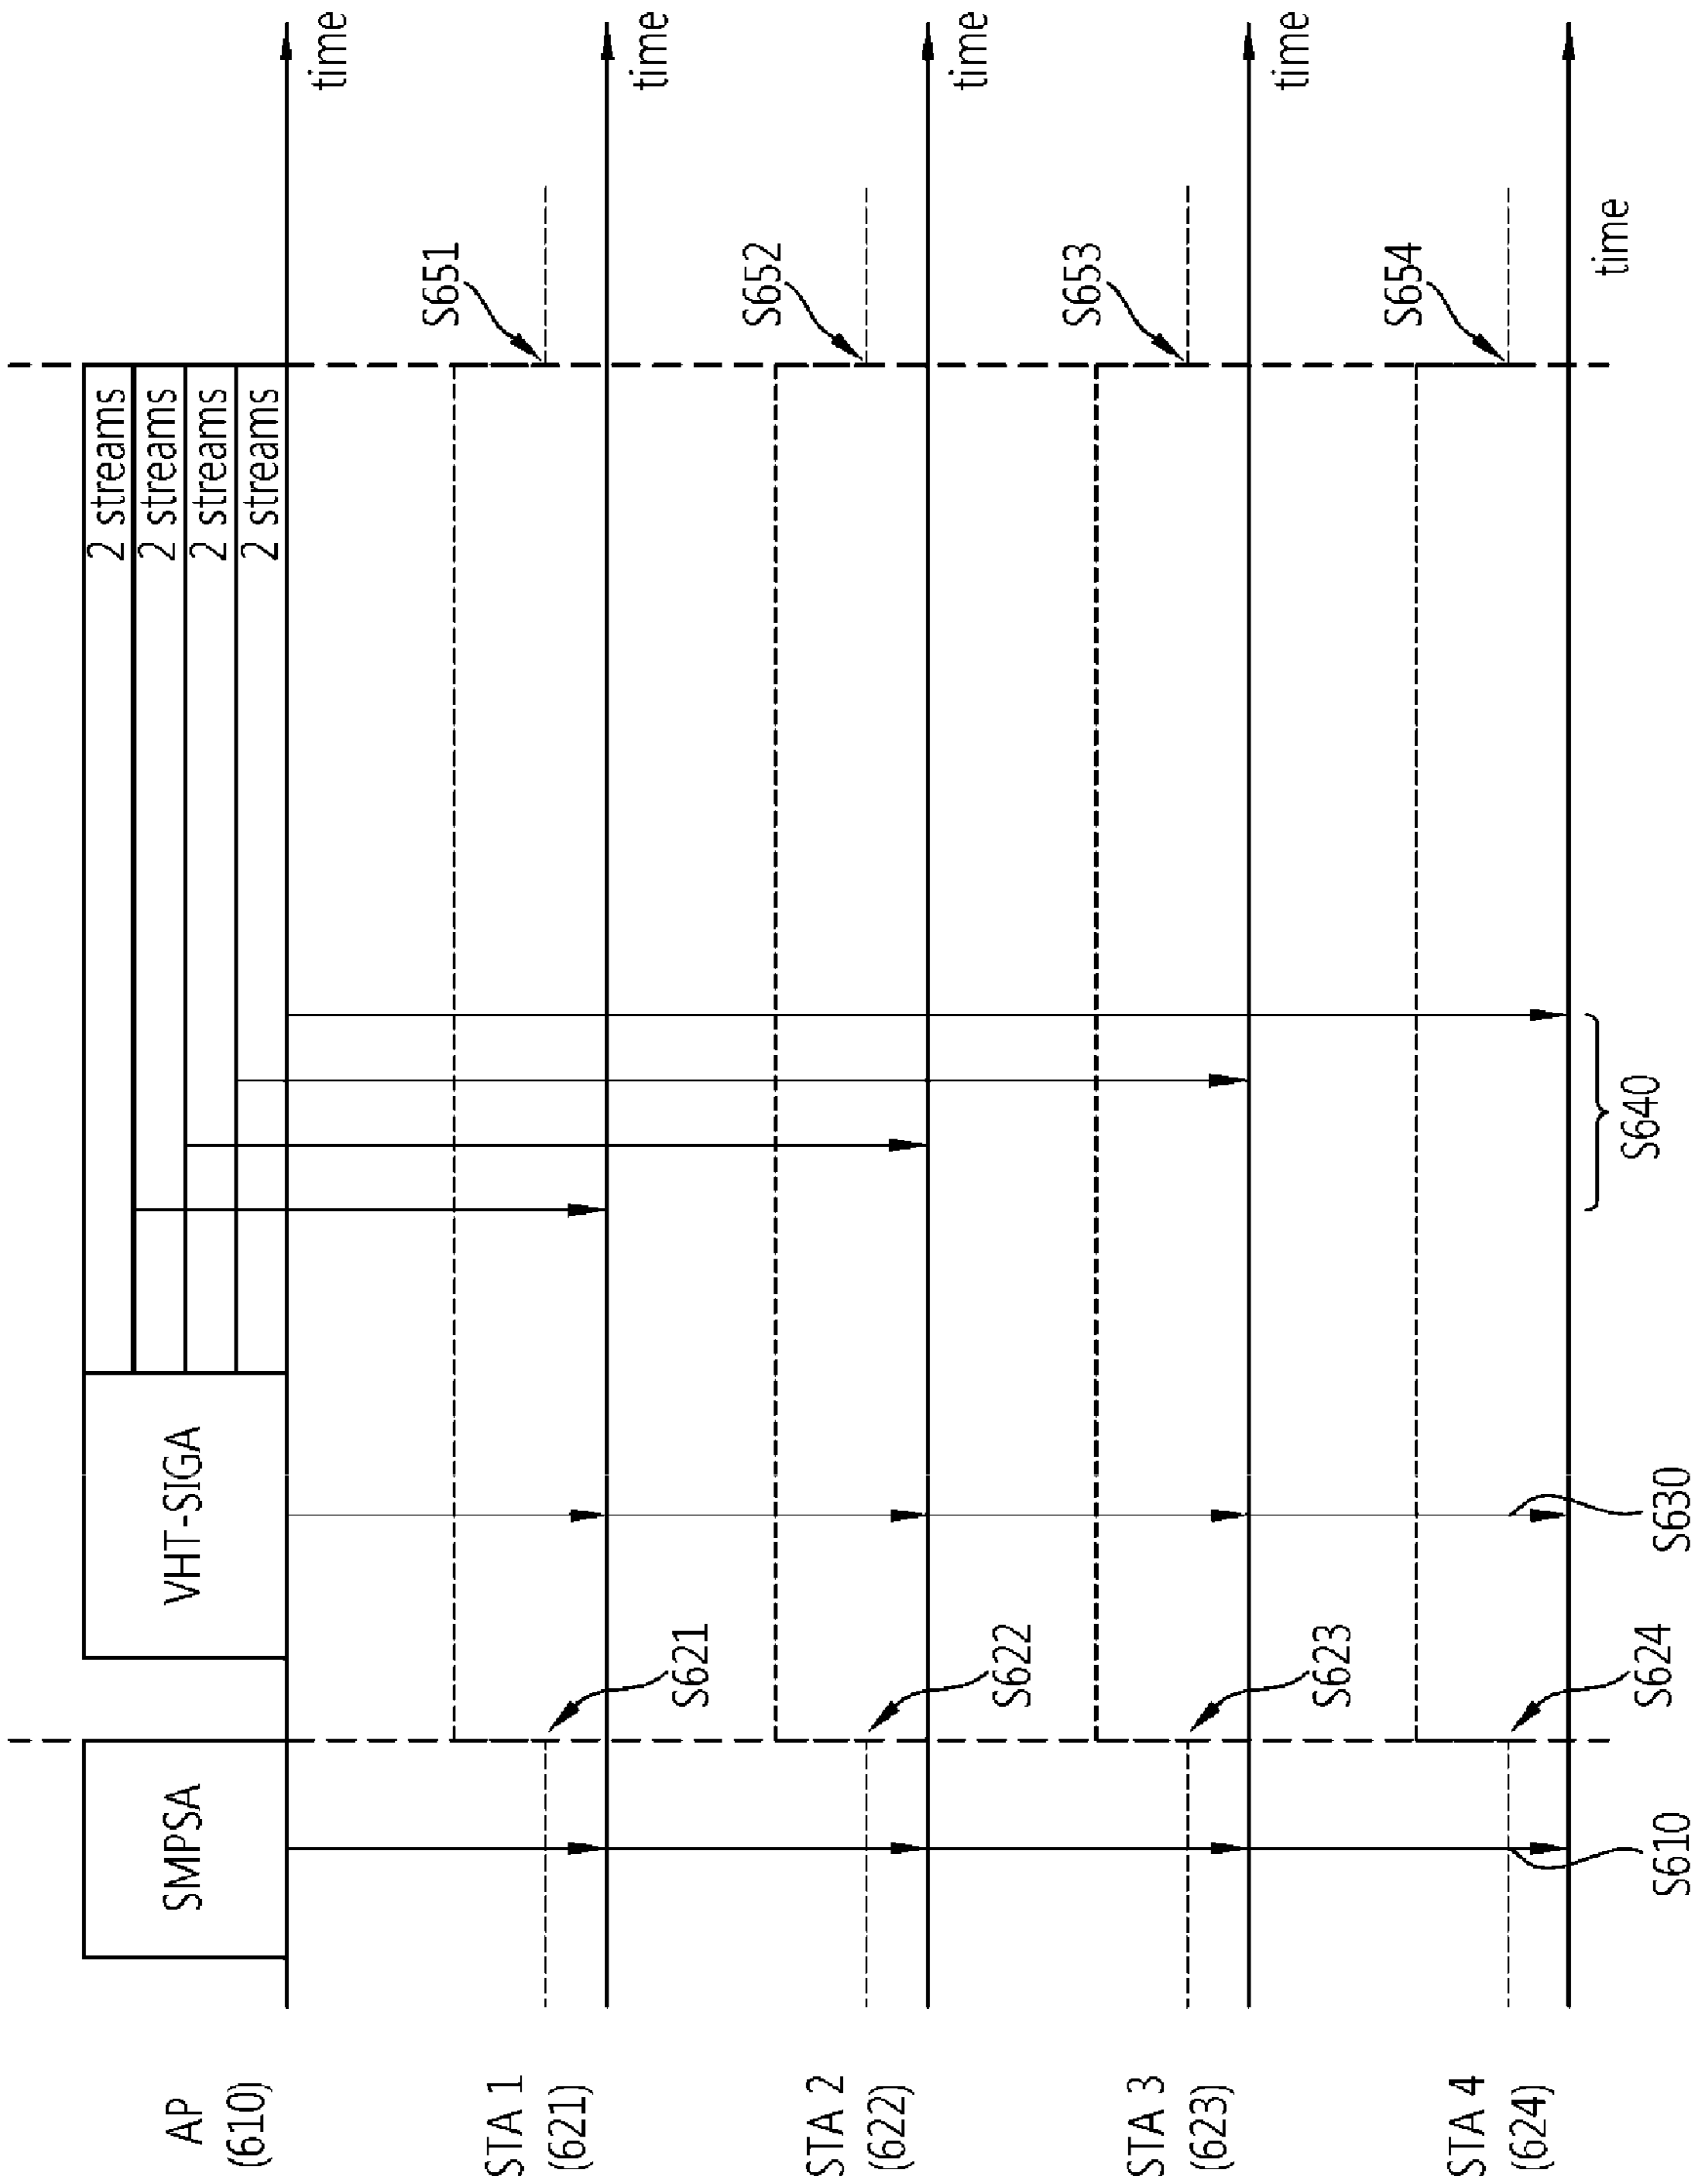 AP
(610)
SMPSA
VHT-SIGA
2 streams
2 streams
2 streams
2 streams
time
STA 1
(621)
S621
S651
time
STA 2
(622)
S622
S652
time
STA 3
(623)
S623
S653
time
STA 4
(624)
S624
S654
time
S610
S630
S640